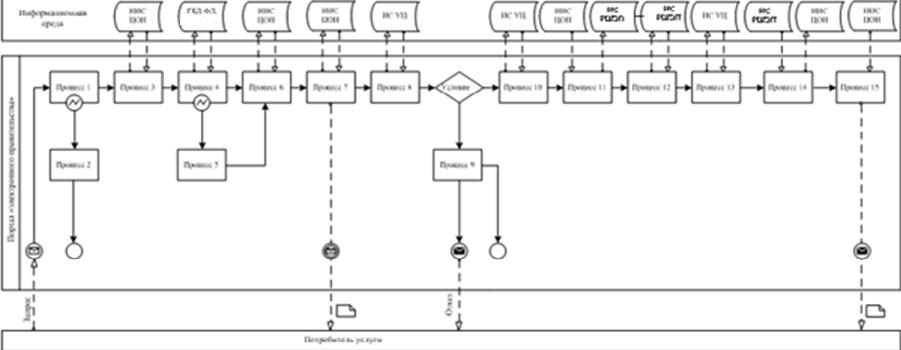 Информационная
среда
ИИС
ЦОН
ГБД ФЛ
ИИС
ЦОН
ИИС
ЦОН
ИС УЦ
ИС УЦ
ИИС
ЦОН
ИС
ИС
ИС УЦ
ИС
ИИС
ЦОН
ИИС
ЦОН
Портал «электронного правительства»
Процесс 1
Процесс 3
Процесс 4
Процесс 6
Процесс 7
Процесс 8
Условие
Процесс 10
Процесс 11
Процесс 12
Процесс 13
Процесс 14
Процесс 15
Процесс 2
Процесс 5
Процесс 9
Запрос
Отказ
Потребитель услуги